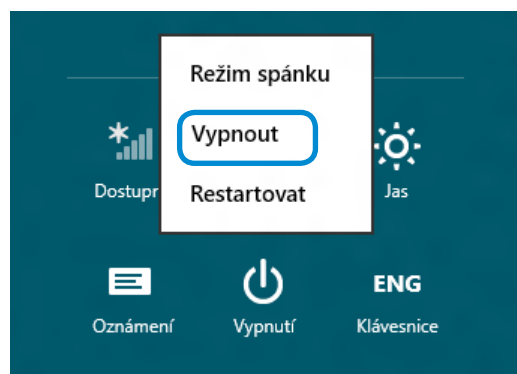 Režim spánku
Vypnout
Restartovat
Dostupr
Jas
ENG
Oznámení
Vypnutí
Klávesnice